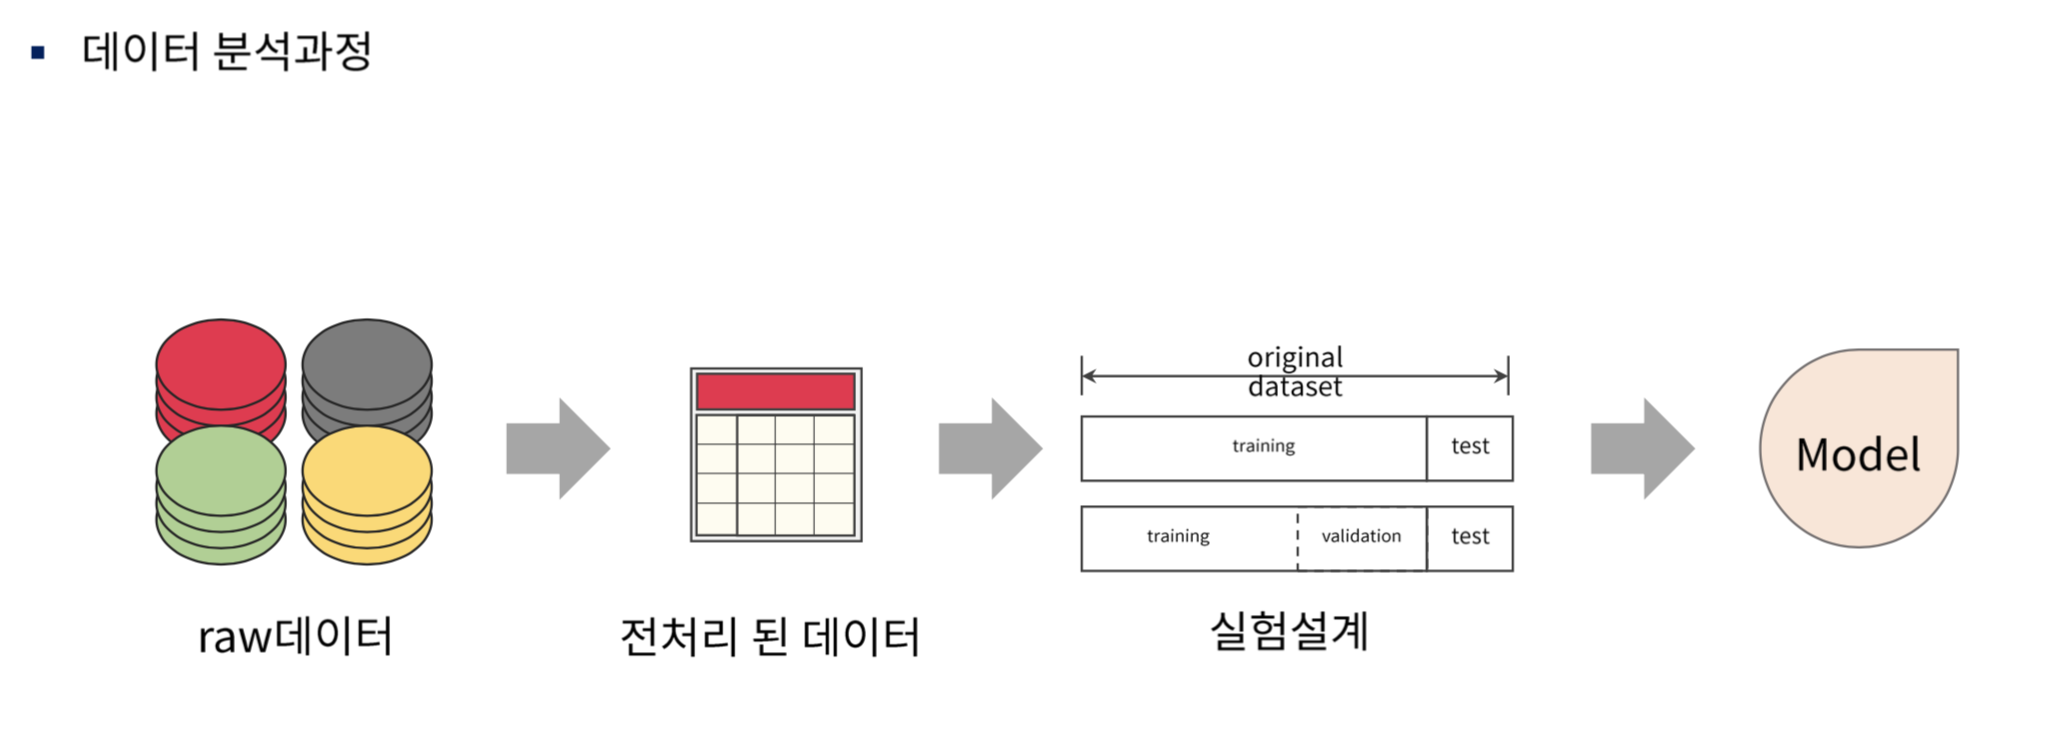 ▪ 데이터 분석과정
original
dataset
training test
training validation test
Model
raw데이터
전처리 된 데이터
실험설계